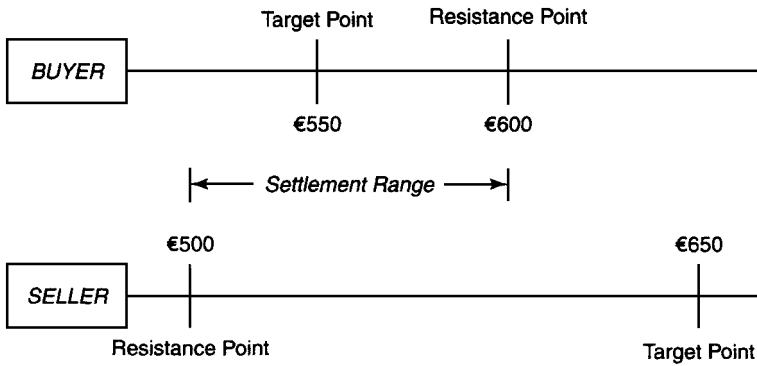 Target Point Resistance Point
BUYER
€550 €600
Settlement Range
€500 €650
SELLER
Resistance Point
Target Point